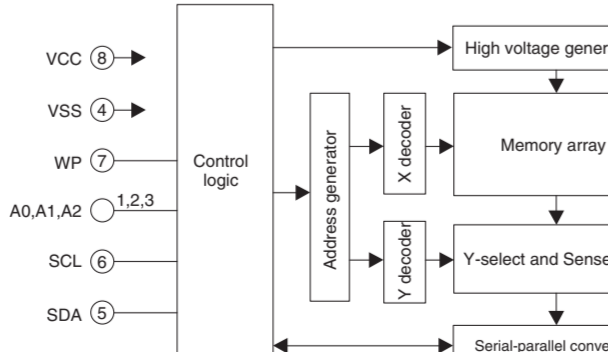 VCC 8
VSS 4
WP 7
A0,A1,A2 1,2,3
SCL 6
SDA 5
Control
logic
Address generator
X decoder
Y decoder
High voltage gener
Memory array
Y-select and Sense
Serial-parallel conve